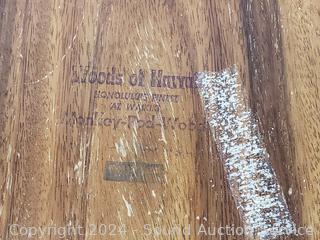 Woods of Hawaii
HONOLULU'S FINEST
AT WAIKIKI
Monkey-Pod-Wood
Copyright 2024 - Sound Auction Service